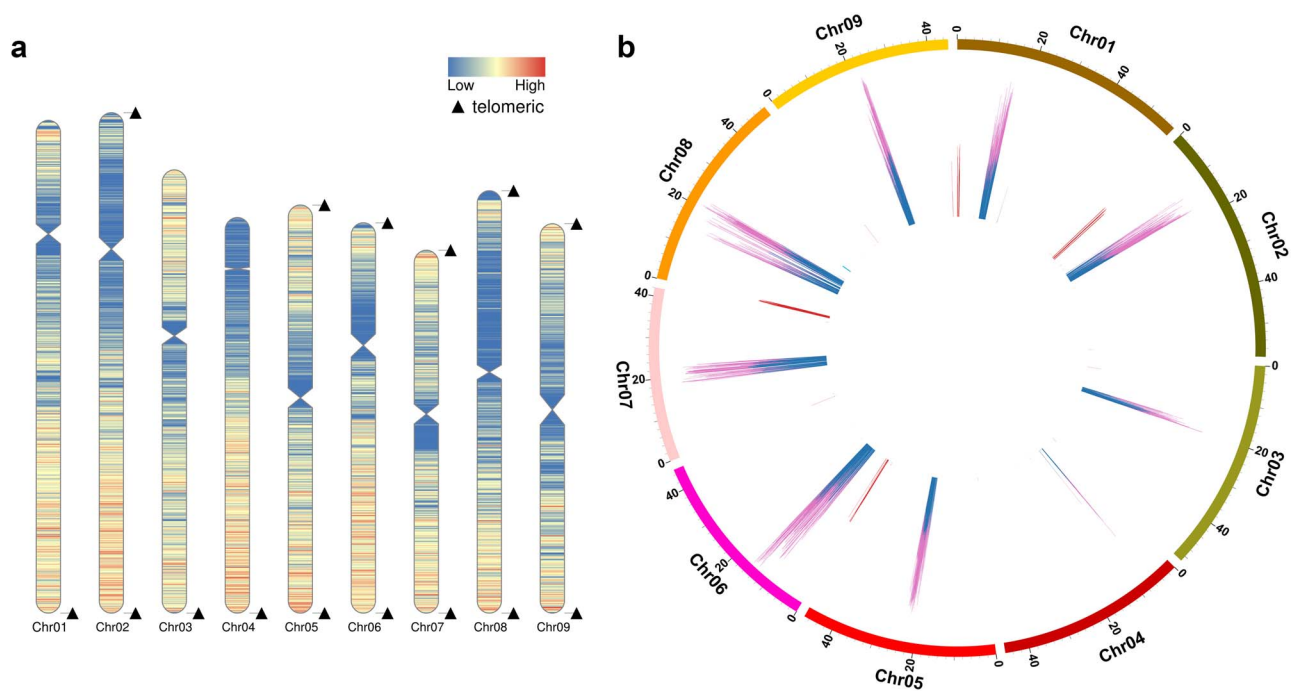 a
Low High
telomeric
Chr01 Chr02 Chr03 Chr04 Chr05 Chr06 Chr07 Chr08 Chr09
b
Chr01
0 20 40
Chr02
0 20 40
Chr03
0 20 40
Chr04
0 20 40
Chr05
0 20 40
Chr06
0 20 40
Chr07
0 20 40
Chr08
0 20 40
Chr09
0 20 40